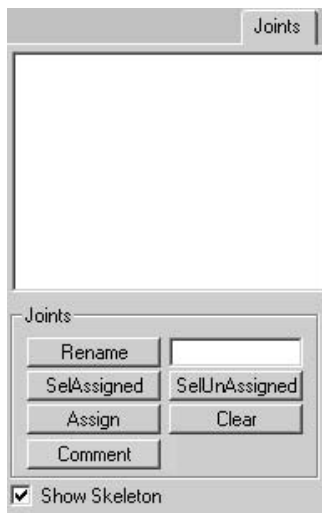 Joints
Joints
Rename
SelAssigned SelUnAssigned
Assign Clear
Comment
Show Skeleton